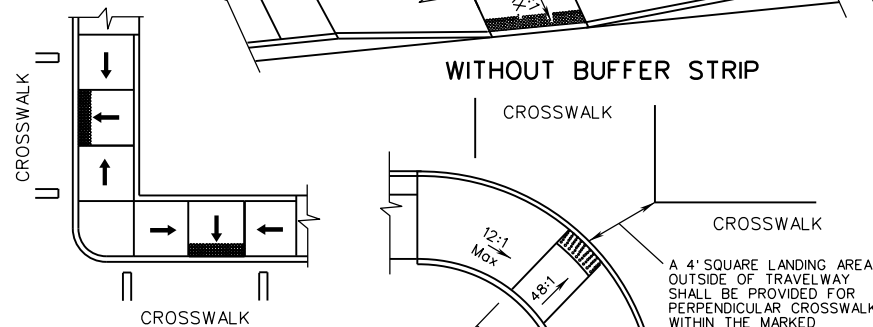 X:1
WITHOUT BUFFER STRIP
CROSSWALK
CROSSWALK
CROSSWALK
12:1
Max
48:1
A 4' SQUARE LANDING AREA
OUTSIDE OF TRAVELWAY
SHALL BE PROVIDED FOR
PERPENDICULAR CROSSWALK
WITHIN THE MARKED
CROSSWALK